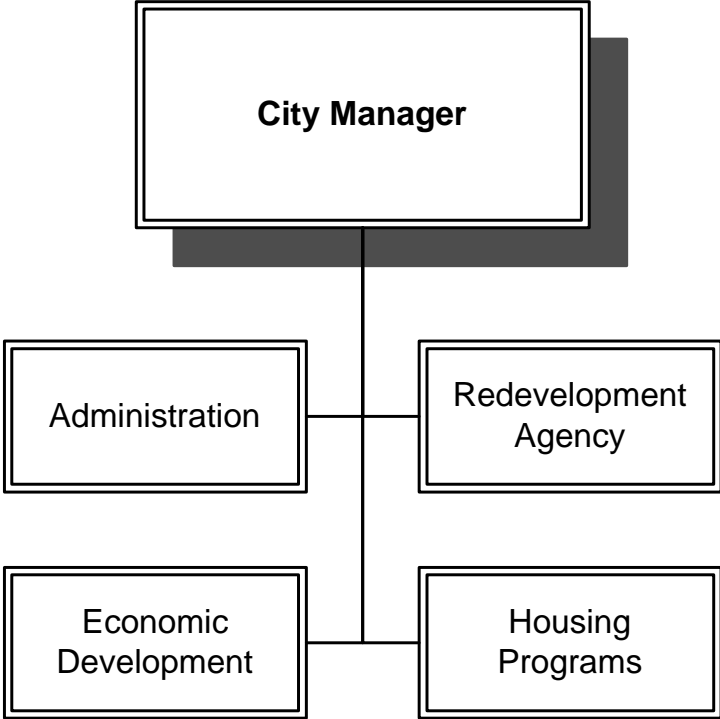 City Manager
Administration
Redevelopment
Agency
Economic
Development
Housing
Programs